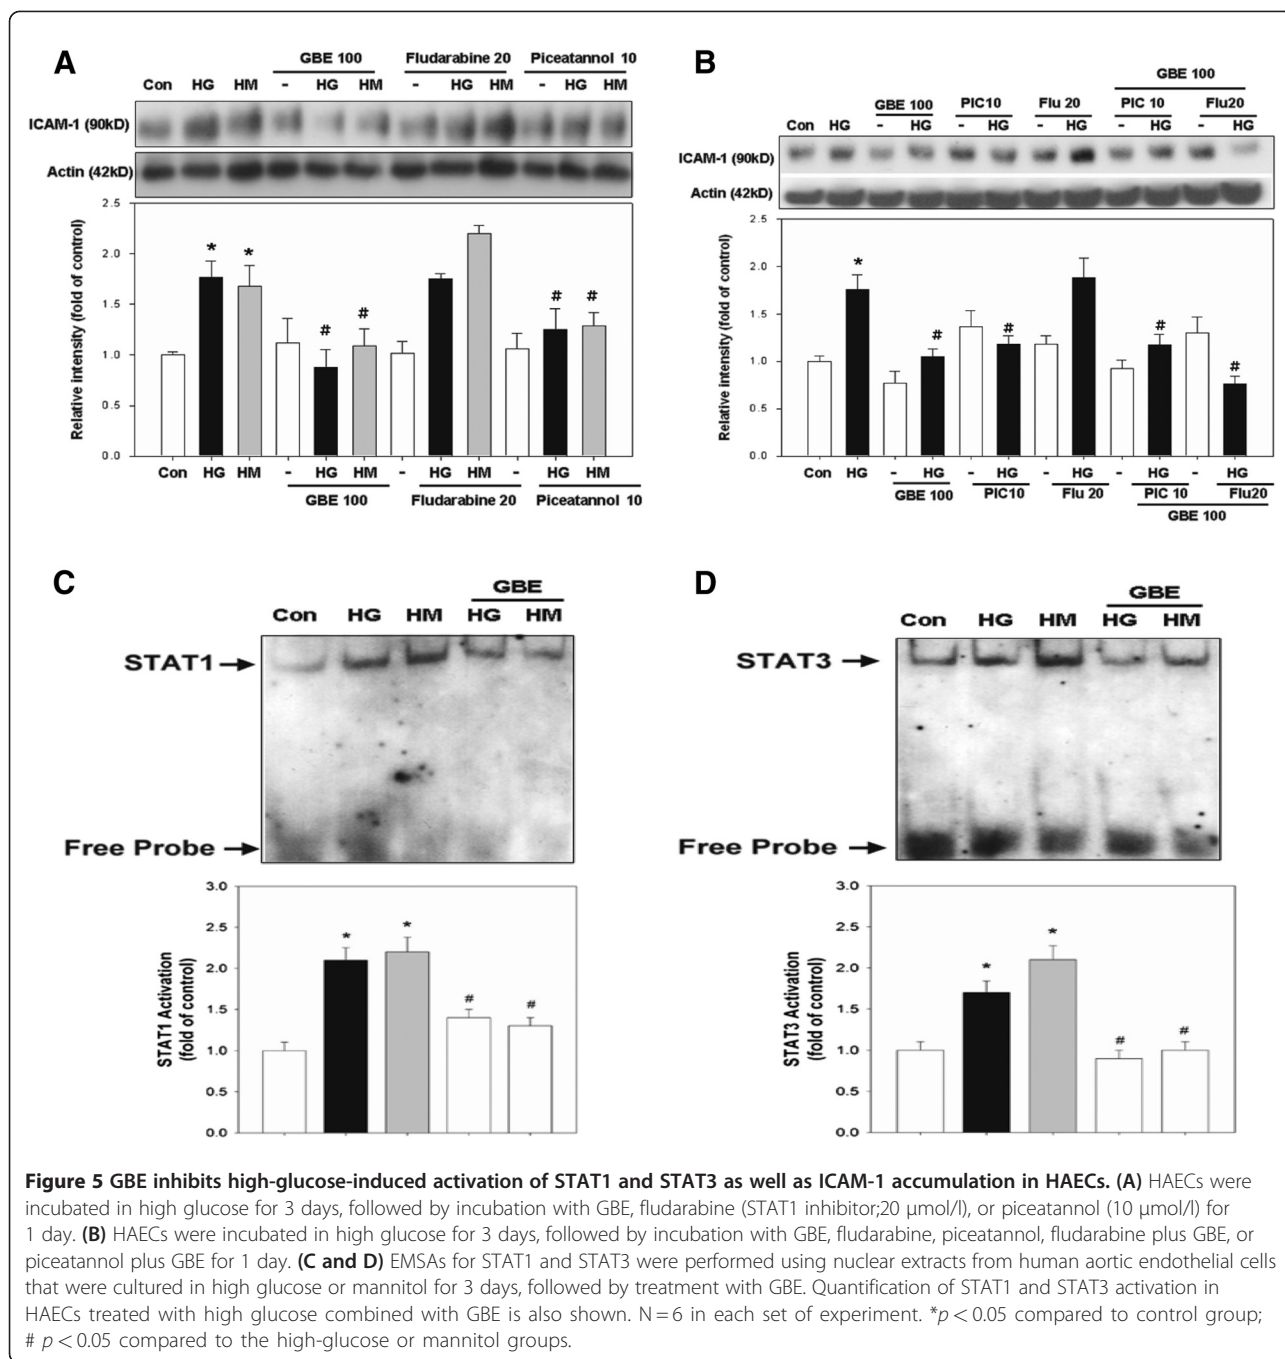 A
GBE 100 Fludarabine 20 Piceatannol 10
Con HG HM - HG HM - HG HM - HG HM
ICAM-1 (90kD)
Actin (42kD)
Relative intensity (fold of control)
2.5
2.0
1.5
1.0
0.5
0.0
* * # # # #
Con HG HM - HG HM - HG HM - HG HM
GBE 100 Fludarabine 20 Piceatannol 10
B
GBE 100
GBE 100 PIC10 Flu 20 PIC 10 Flu20
Con HG - HG - HG - HG - HG - HG
ICAM-1 (90kD)
Actin (42kD)
Relative intensity (fold of control)
2.5
2.0
1.5
1.0
0.5
0.0
* # # # #
Con HG - HG - HG - HG - HG - HG
GBE 100 PIC10 Flu 20 PIC 10 Flu20
GBE 100
C
GBE
Con HG HM HG HM
STAT1
Free Probe
STAT1 Activation
(fold of control)
3.0
2.5
2.0
1.5
1.0
0.5
0.0
* * # #
D
GBE
Con HG HM HG HM
STAT3
Free Probe
STAT3 Activation
(fold of control)
3.0
2.5
2.0
1.5
1.0
0.5
0.0
* * # #
Figure 5 GBE inhibits high-glucose-induced activation of STAT1 and STAT3 as well as ICAM-1 accumulation in HAECs. (A) HAECs were
incubated in high glucose for 3 days, followed by incubation with GBE, fludarabine (STAT1 inhibitor;20 μmol/l), or piceatannol (10 μmol/l) for
1 day. (B) HAECs were incubated in high glucose for 3 days, followed by incubation with GBE, fludarabine, piceatannol, fludarabine plus GBE, or
piceatannol plus GBE for 1 day. (C and D) EMSAs for STAT1 and STAT3 were performed using nuclear extracts from human aortic endothelial cells
that were cultured in high glucose or mannitol for 3 days, followed by treatment with GBE. Quantification of STAT1 and STAT3 activation in
HAECs treated with high glucose combined with GBE is also shown. N = 6 in each set of experiment. *p < 0.05 compared to control group;
# p < 0.05 compared to the high-glucose or mannitol groups.